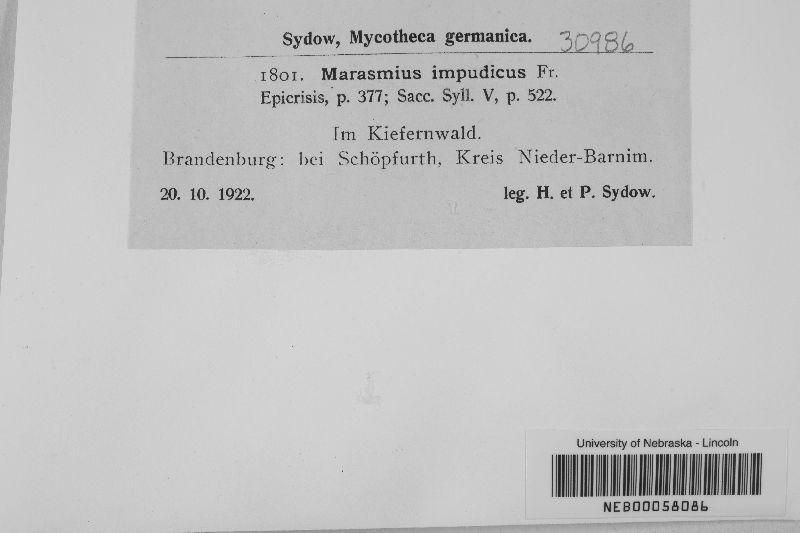 Sydow, Mycotheca germanica. 30986
1801. Marasmius impudicus Fr.
Epicrisis, p. 377; Sacc. Syll. V, p. 522.
Im Kiefernwald.
Brandenburg: bei Schöpfurth, Kreis Nieder-Barnim.
20. 10. 1922. leg. H. et P. Sydow.
University of Nebraska - Lincoln
NEB00058086